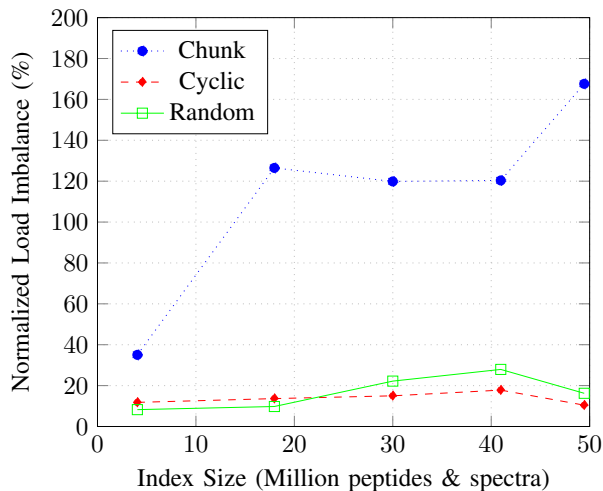 200
180
160
140
120
100
80
60
40
20
0
Normalized Load Imbalance (%)
Chunk
Cyclic
Random
0 10 20 30 40 50
Index Size (Million peptides & spectra)